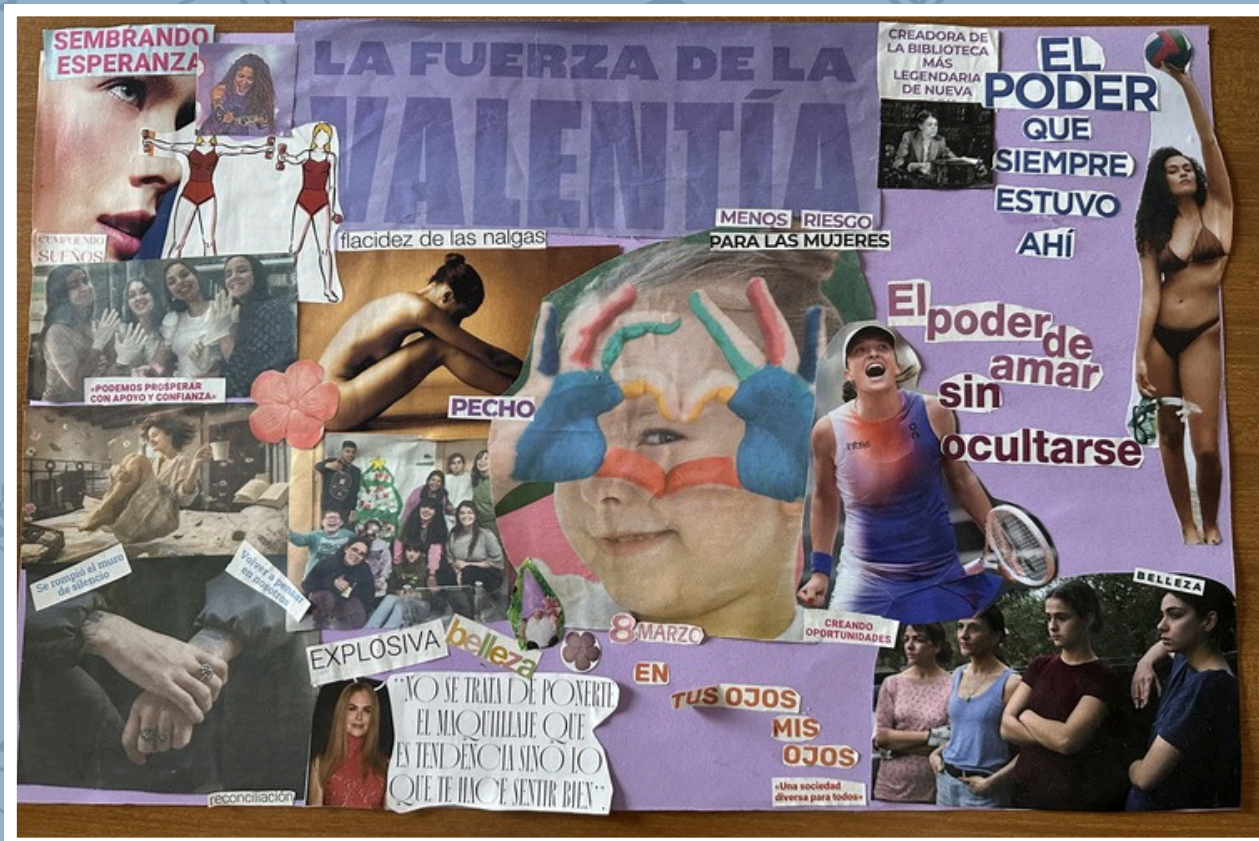 SEMBRANDO
ESPERANZA
LA FUERZA DE LA
VALENTÍA
CREADORA DE
LA BIBLIOTECA
MÁS
LEGENDARIA
DE NUEVA
EL
PODER
QUE
SIEMPRE
ESTUVO
AHÍ
MENOS RIESGO
PARA LAS MUJERES
flacidez de las nalgas
CUMPLIENDO
SUEÑOS
«PODEMOS PROSPERAR
CON APOYO Y CONFIANZA»
PECHO
El
poder
de
amar
sin
ocultarse
Se rompió el muro
de silencio
Volver a pensar
en nosotros
BELLEZA
EXPLOSIVA
belleza
8 MARZO
CREANDO
OPORTUNIDADES
EN
TUS OJOS
MIS
OJOS
"NO SE TRATA DE PONERTE
EL MAQUILLAJE QUE
ES TENDENCIA SINO LO
QUE TE HACE SENTIR BIEN"
«Una sociedad
diversa para todos»
reconciliación